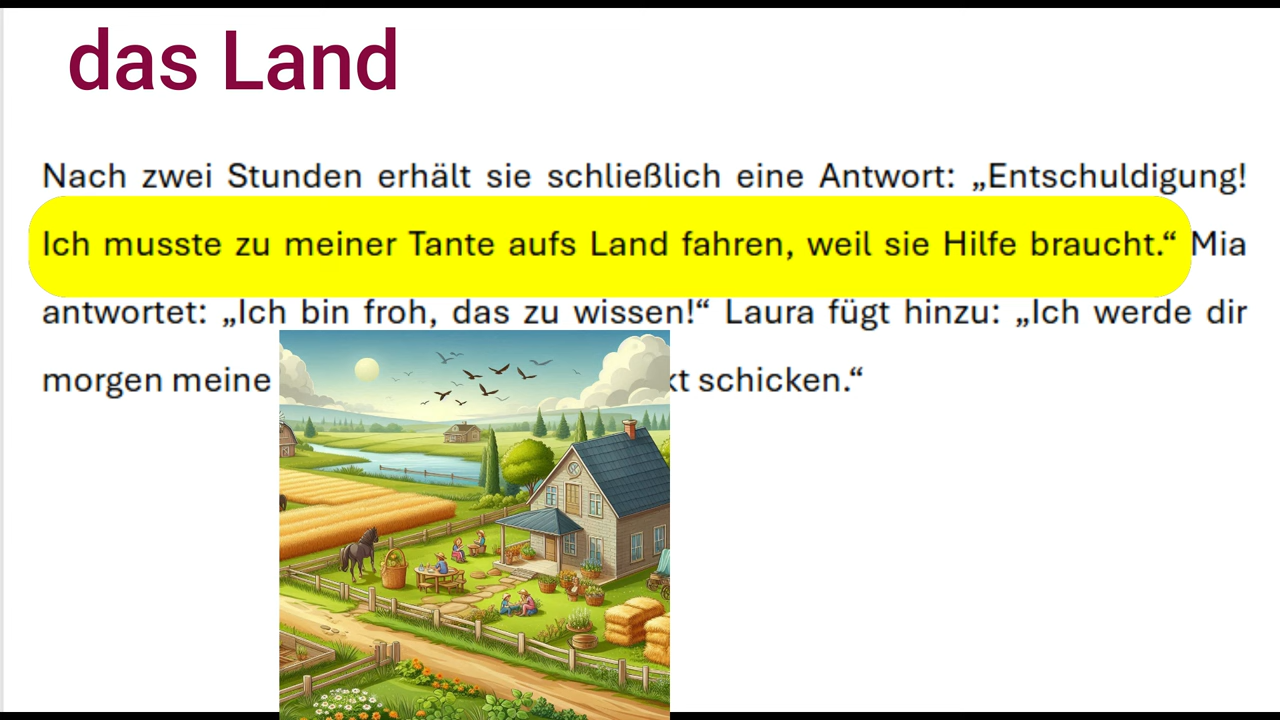 das Land
Nach zwei Stunden erhält sie schließlich eine Antwort: „Entschuldigung!
Ich musste zu meiner Tante aufs Land fahren, weil sie Hilfe braucht.“ Mia
antwortet: „Ich bin froh, das zu wissen!“ Laura fügt hinzu: „Ich werde dir
morgen meine schicken.“